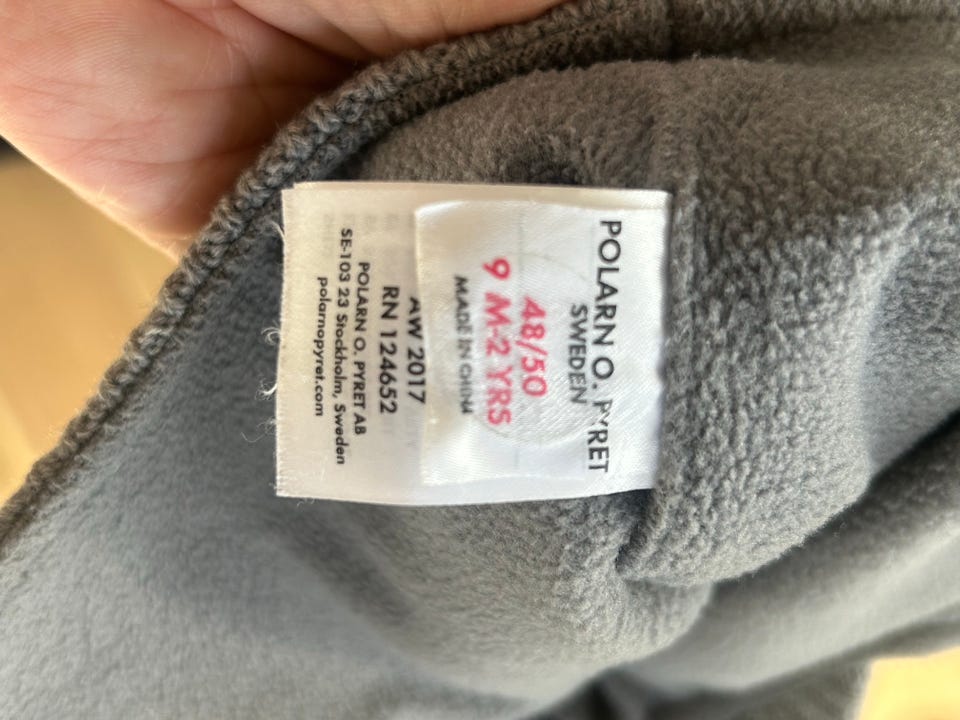 POLARN O. PYRET
SWEDEN
48/50
9 M-2 YRS
MADE IN CHINA
AW 2017
RN 124652
POLARN O. PYRET AB
SE-103 23 Stockholm, Sweden
polarnopyret.com